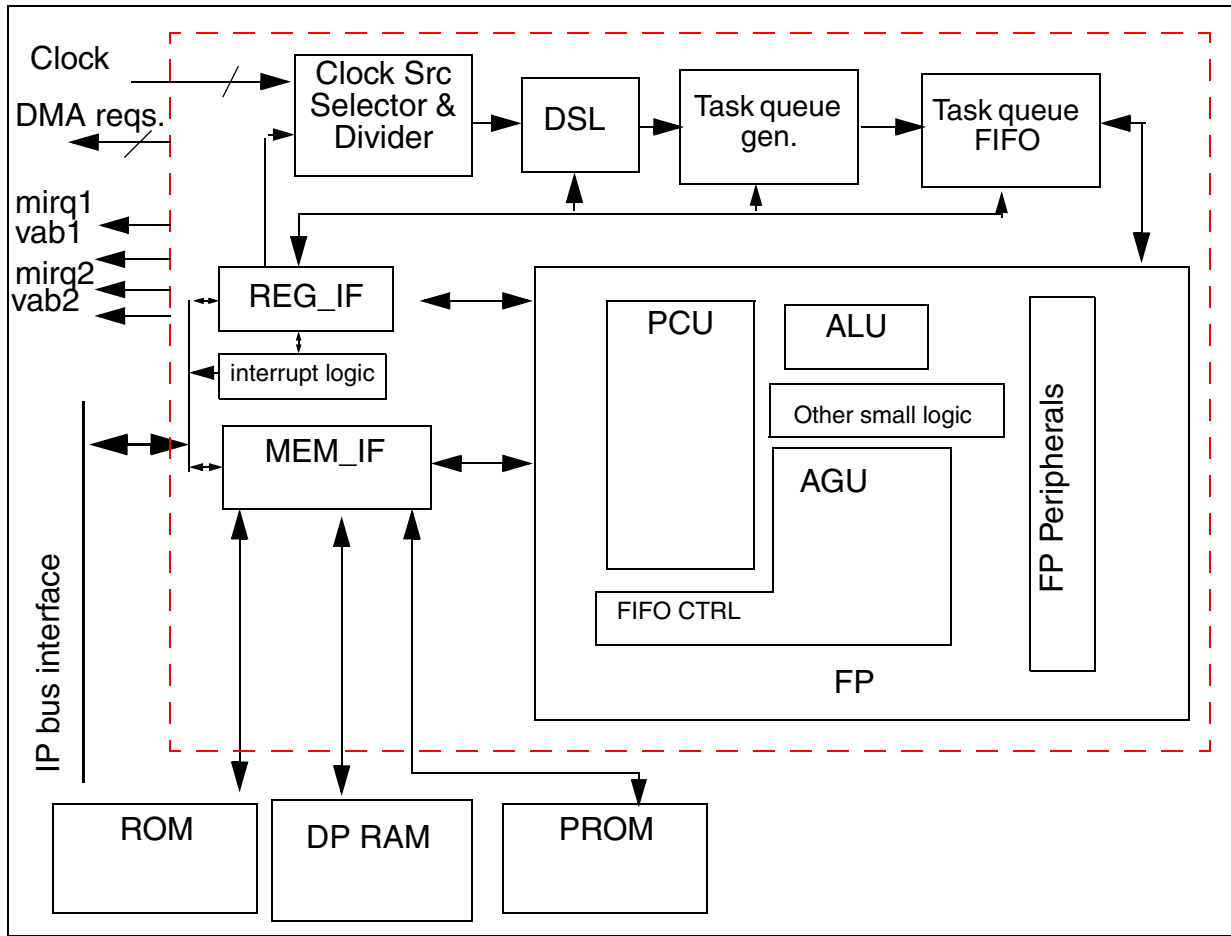 Clock
DMA reqs.
mirq1
vab1
mirq2
vab2
IP bus interface
Clock Src
Selector &
Divider
DSL
Task queue
gen.
Task queue
FIFO
REG_IF
interrupt logic
MEM_IF
PCU
ALU
Other small logic
AGU
FIFO CTRL
FP Peripherals
FP
ROM
DP RAM
PROM